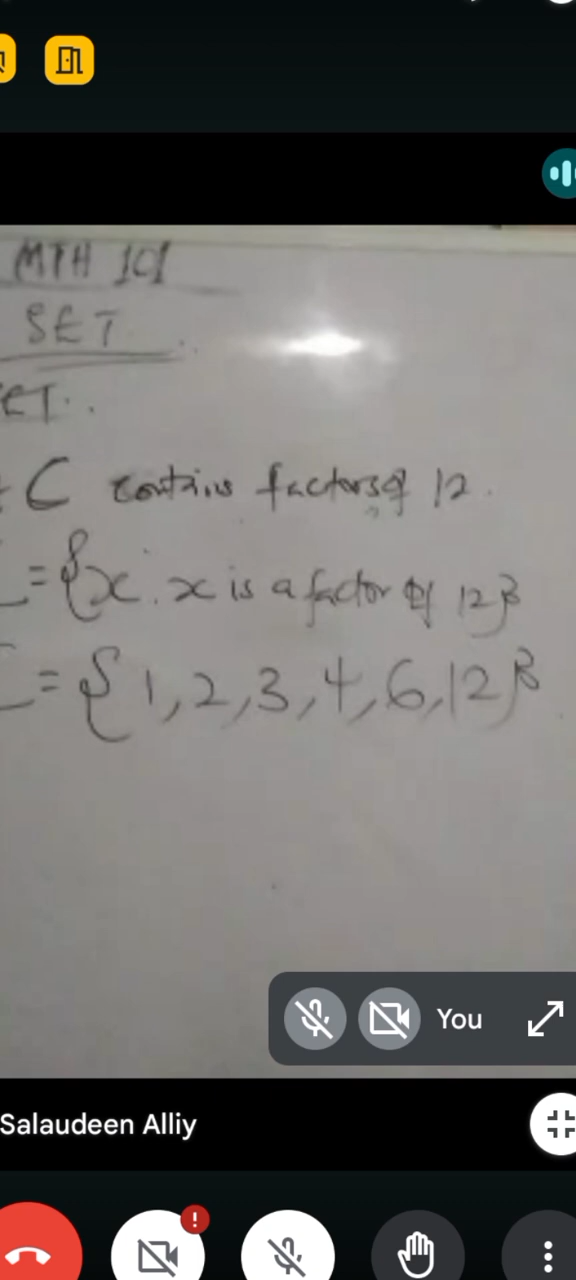 MTH 101
SET
ET.
C contains factors of 12.
= {x : x is a factor of 12}
= {1, 2, 3, 4, 6, 12}
You
Salaudeen Alliy
!